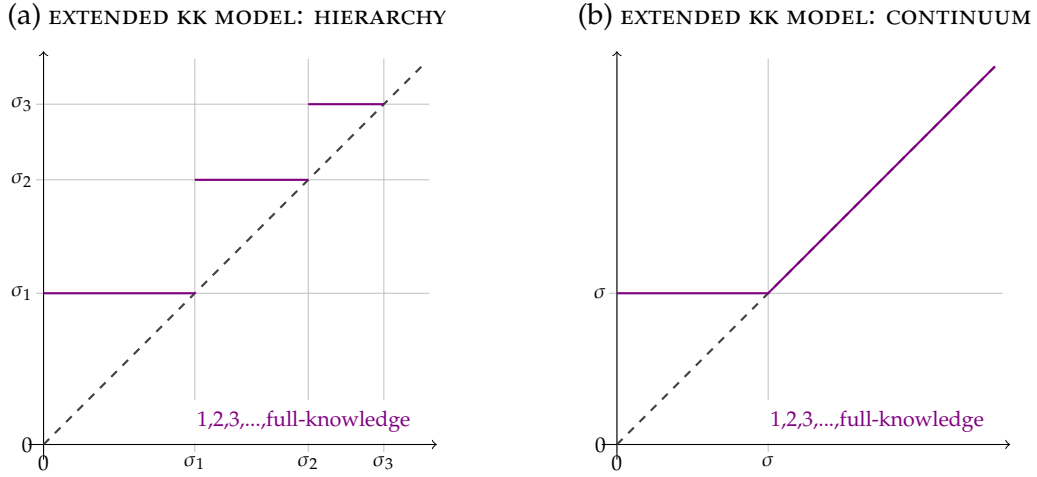 (a) EXTENDED KK MODEL: HIERARCHY
σ3
σ2
σ1
1,2,3,...,full-knowledge
0
0 σ1 σ2 σ3
(b) EXTENDED KK MODEL: CONTINUUM
σ
1,2,3,...,full-knowledge
0
0 σ